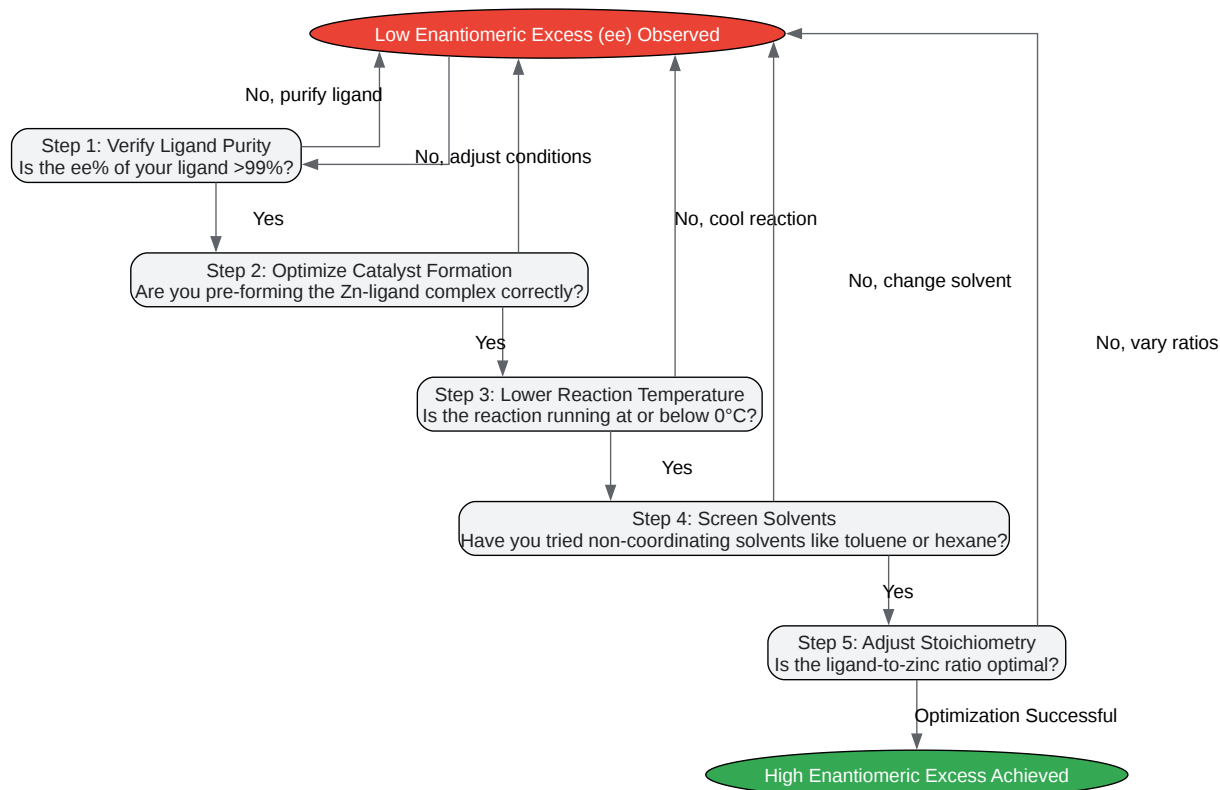 Low Enantiomeric Excess (ee) Observed
No, purify ligand
Step 1: Verify Ligand Purity
Is the ee% of your ligand >99%?
No, adjust conditions
Yes
No, cool reaction
Step 2: Optimize Catalyst Formation
Are you pre-forming the Zn-ligand complex correctly?
No, change solvent
Yes
No, vary ratios
Step 3: Lower Reaction Temperature
Is the reaction running at or below 0°C?
Yes
Step 4: Screen Solvents
Have you tried non-coordinating solvents like toluene or hexane?
Yes
Step 5: Adjust Stoichiometry
Is the ligand-to-zinc ratio optimal?
Optimization Successful
High Enantiomeric Excess Achieved